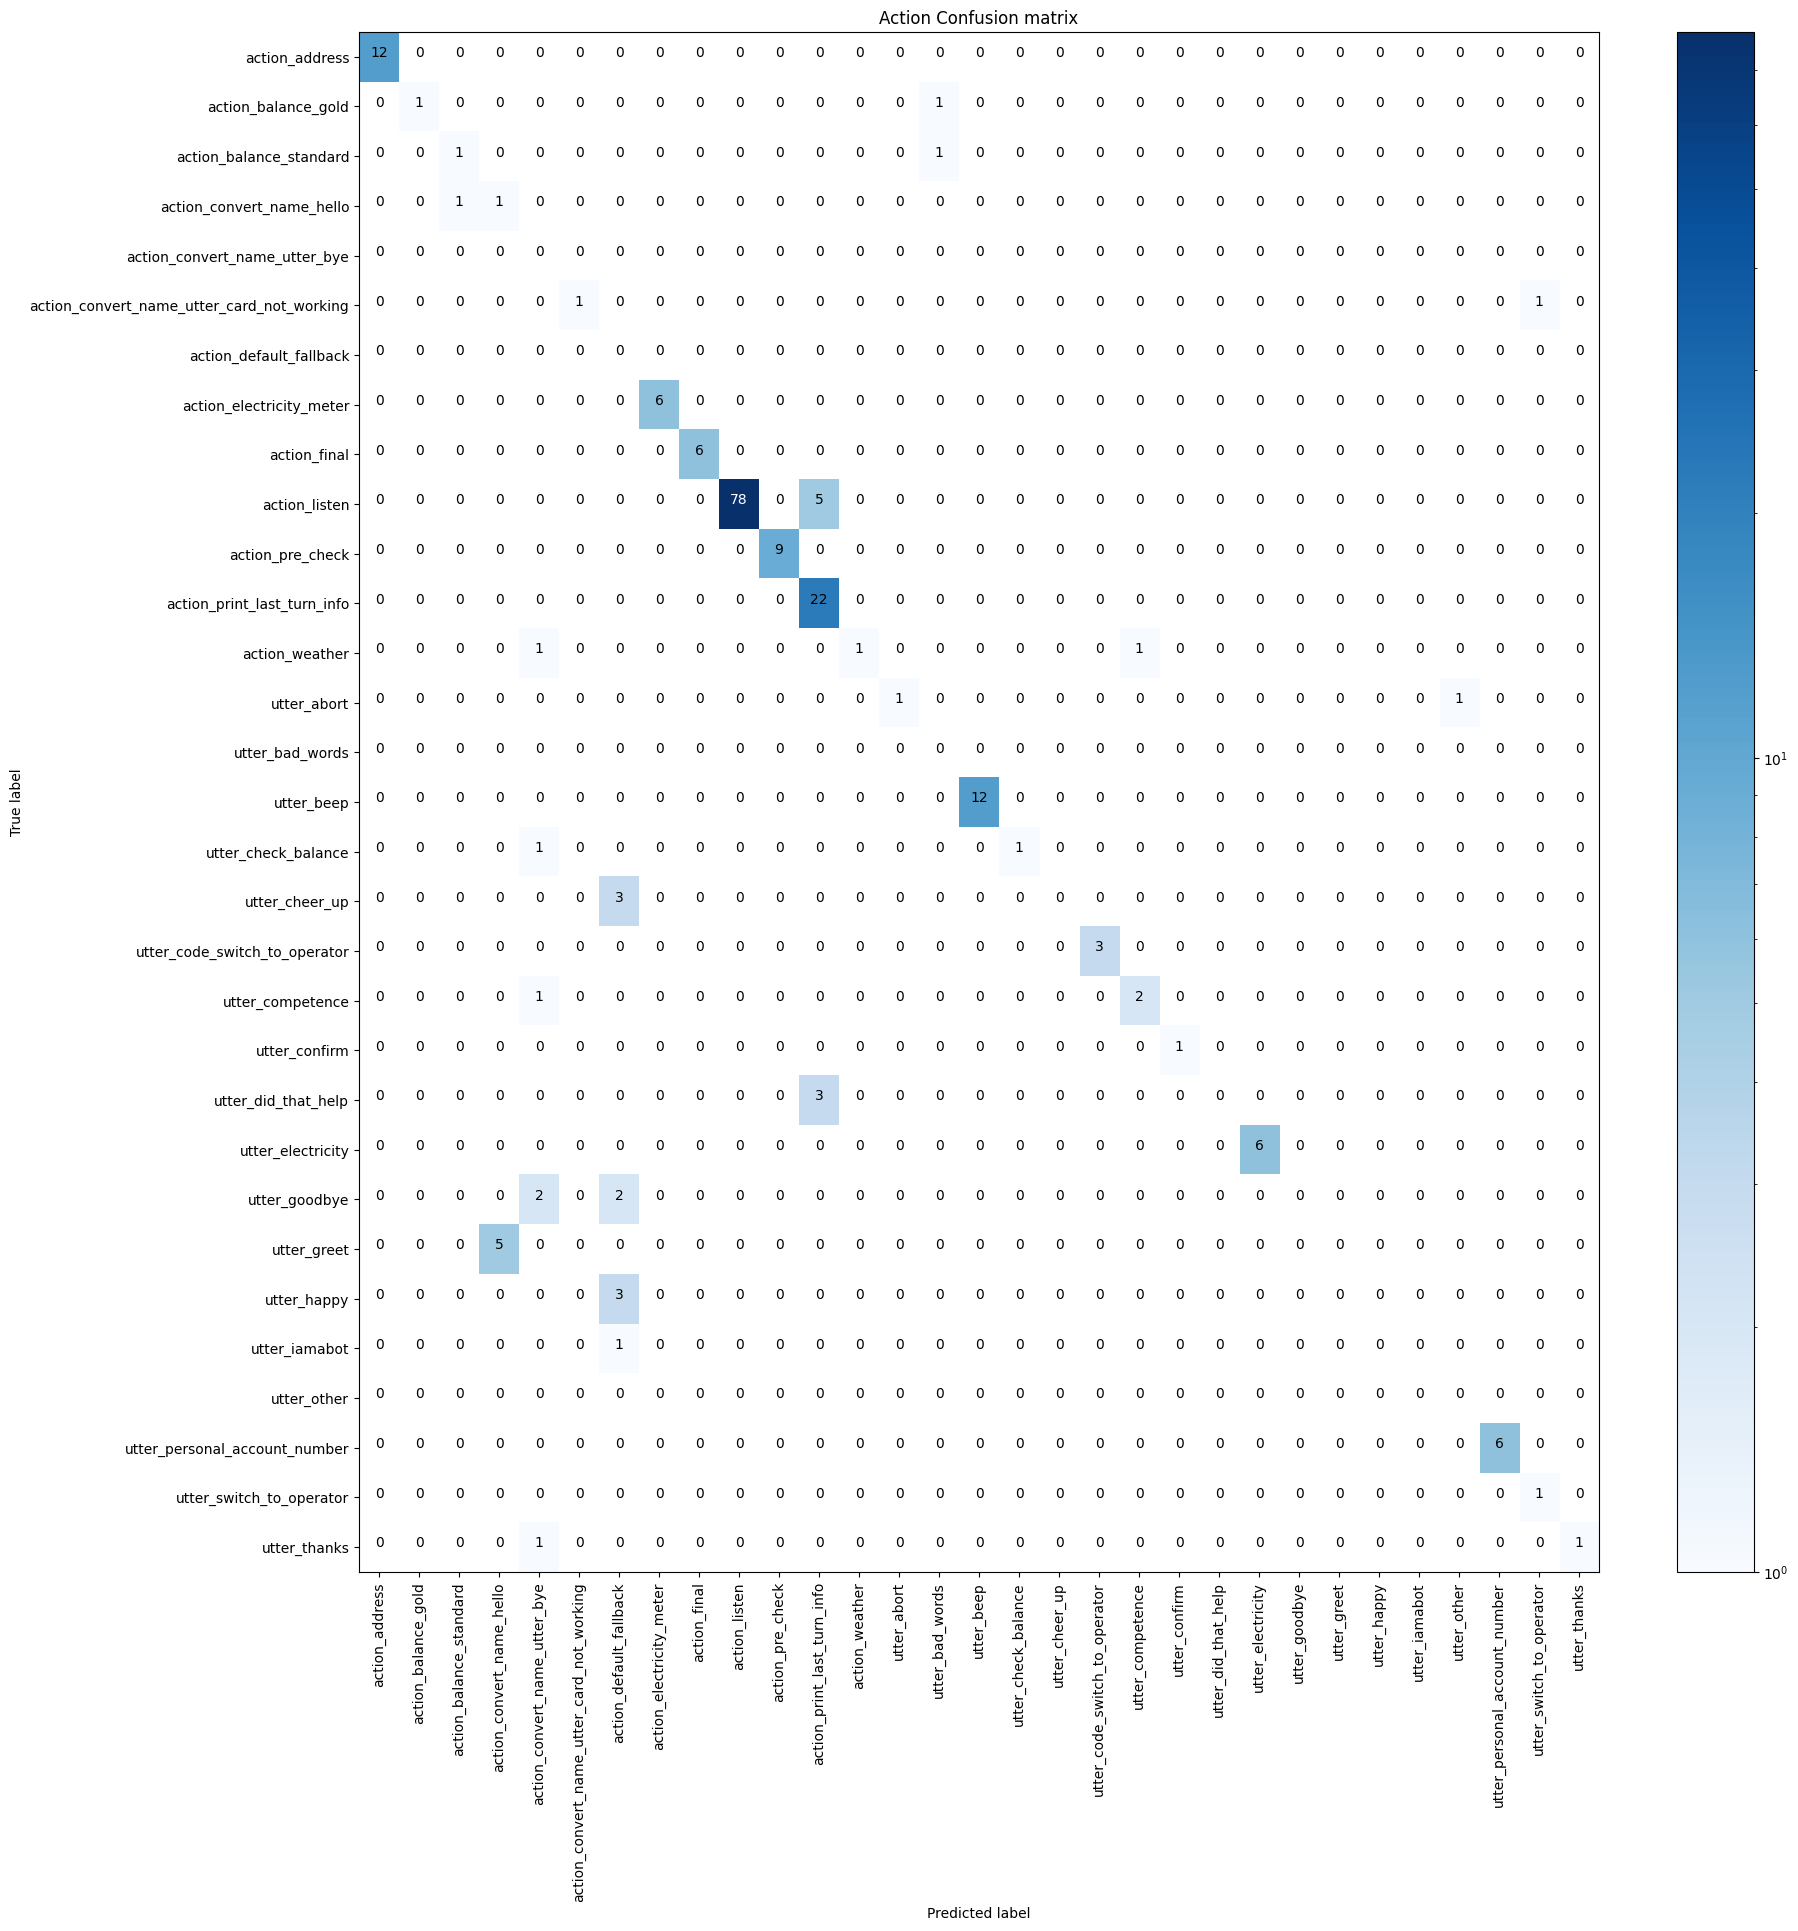 Action Confusion matrix
action_address 12 0 0 0 0 0 0 0 0 0 0 0 0 0 0 0 0 0 0 0 0 0 0 0 0 0 0 0 0 0 0
action_balance_gold 0 1 0 0 0 0 0 0 0 0 0 0 0 0 1 0 0 0 0 0 0 0 0 0 0 0 0 0 0 0 0
action_balance_standard 0 0 1 0 0 0 0 0 0 0 0 0 0 0 1 0 0 0 0 0 0 0 0 0 0 0 0 0 0 0 0
action_convert_name_hello 0 0 1 1 0 0 0 0 0 0 0 0 0 0 0 0 0 0 0 0 0 0 0 0 0 0 0 0 0 0 0
action_convert_name_utter_bye 0 0 0 0 0 0 0 0 0 0 0 0 0 0 0 0 0 0 0 0 0 0 0 0 0 0 0 0 0 0 0
action_convert_name_utter_card_not_working 0 0 0 0 0 1 0 0 0 0 0 0 0 0 0 0 0 0 0 0 0 0 0 0 0 0 0 0 0 1 0
action_default_fallback 0 0 0 0 0 0 0 0 0 0 0 0 0 0 0 0 0 0 0 0 0 0 0 0 0 0 0 0 0 0 0
action_electricity_meter 0 0 0 0 0 0 0 6 0 0 0 0 0 0 0 0 0 0 0 0 0 0 0 0 0 0 0 0 0 0 0
action_final 0 0 0 0 0 0 0 0 6 0 0 0 0 0 0 0 0 0 0 0 0 0 0 0 0 0 0 0 0 0 0
action_listen 0 0 0 0 0 0 0 0 0 78 0 5 0 0 0 0 0 0 0 0 0 0 0 0 0 0 0 0 0 0 0
action_pre_check 0 0 0 0 0 0 0 0 0 0 9 0 0 0 0 0 0 0 0 0 0 0 0 0 0 0 0 0 0 0 0
action_print_last_turn_info 0 0 0 0 0 0 0 0 0 0 0 22 0 0 0 0 0 0 0 0 0 0 0 0 0 0 0 0 0 0 0
action_weather 0 0 0 0 1 0 0 0 0 0 0 0 1 0 0 0 0 0 0 1 0 0 0 0 0 0 0 0 0 0 0
utter_abort 0 0 0 0 0 0 0 0 0 0 0 0 0 1 0 0 0 0 0 0 0 0 0 0 0 0 0 1 0 0 0
utter_bad_words 0 0 0 0 0 0 0 0 0 0 0 0 0 0 0 0 0 0 0 0 0 0 0 0 0 0 0 0 0 0 0
utter_beep 0 0 0 0 0 0 0 0 0 0 0 0 0 0 0 12 0 0 0 0 0 0 0 0 0 0 0 0 0 0 0
utter_check_balance 0 0 0 0 1 0 0 0 0 0 0 0 0 0 0 0 1 0 0 0 0 0 0 0 0 0 0 0 0 0 0
utter_cheer_up 0 0 0 0 0 0 3 0 0 0 0 0 0 0 0 0 0 0 0 0 0 0 0 0 0 0 0 0 0 0 0
utter_code_switch_to_operator 0 0 0 0 0 0 0 0 0 0 0 0 0 0 0 0 0 0 3 0 0 0 0 0 0 0 0 0 0 0 0
utter_competence 0 0 0 0 1 0 0 0 0 0 0 0 0 0 0 0 0 0 0 2 0 0 0 0 0 0 0 0 0 0 0
utter_confirm 0 0 0 0 0 0 0 0 0 0 0 0 0 0 0 0 0 0 0 0 1 0 0 0 0 0 0 0 0 0 0
utter_did_that_help 0 0 0 0 0 0 0 0 0 0 0 3 0 0 0 0 0 0 0 0 0 0 0 0 0 0 0 0 0 0 0
utter_electricity 0 0 0 0 0 0 0 0 0 0 0 0 0 0 0 0 0 0 0 0 0 0 6 0 0 0 0 0 0 0 0
utter_goodbye 0 0 0 0 2 0 2 0 0 0 0 0 0 0 0 0 0 0 0 0 0 0 0 0 0 0 0 0 0 0 0
utter_greet 0 0 0 5 0 0 0 0 0 0 0 0 0 0 0 0 0 0 0 0 0 0 0 0 0 0 0 0 0 0 0
utter_happy 0 0 0 0 0 0 3 0 0 0 0 0 0 0 0 0 0 0 0 0 0 0 0 0 0 0 0 0 0 0 0
utter_iamabot 0 0 0 0 0 0 1 0 0 0 0 0 0 0 0 0 0 0 0 0 0 0 0 0 0 0 0 0 0 0 0
utter_other 0 0 0 0 0 0 0 0 0 0 0 0 0 0 0 0 0 0 0 0 0 0 0 0 0 0 0 0 0 0 0
utter_personal_account_number 0 0 0 0 0 0 0 0 0 0 0 0 0 0 0 0 0 0 0 0 0 0 0 0 0 0 0 0 6 0 0
utter_switch_to_operator 0 0 0 0 0 0 0 0 0 0 0 0 0 0 0 0 0 0 0 0 0 0 0 0 0 0 0 0 0 1 0
utter_thanks 0 0 0 0 1 0 0 0 0 0 0 0 0 0 0 0 0 0 0 0 0 0 0 0 0 0 0 0 0 0 1
True label
action_address
action_balance_gold
action_balance_standard
action_convert_name_hello
action_convert_name_utter_bye
action_convert_name_utter_card_not_working
action_default_fallback
action_electricity_meter
action_final
action_listen
action_pre_check
action_print_last_turn_info
action_weather
utter_abort
utter_bad_words
utter_beep
utter_check_balance
utter_cheer_up
utter_code_switch_to_operator
utter_competence
utter_confirm
utter_did_that_help
utter_electricity
utter_goodbye
utter_greet
utter_happy
utter_iamabot
utter_other
utter_personal_account_number
utter_switch_to_operator
utter_thanks
Predicted label
10¹
10⁰